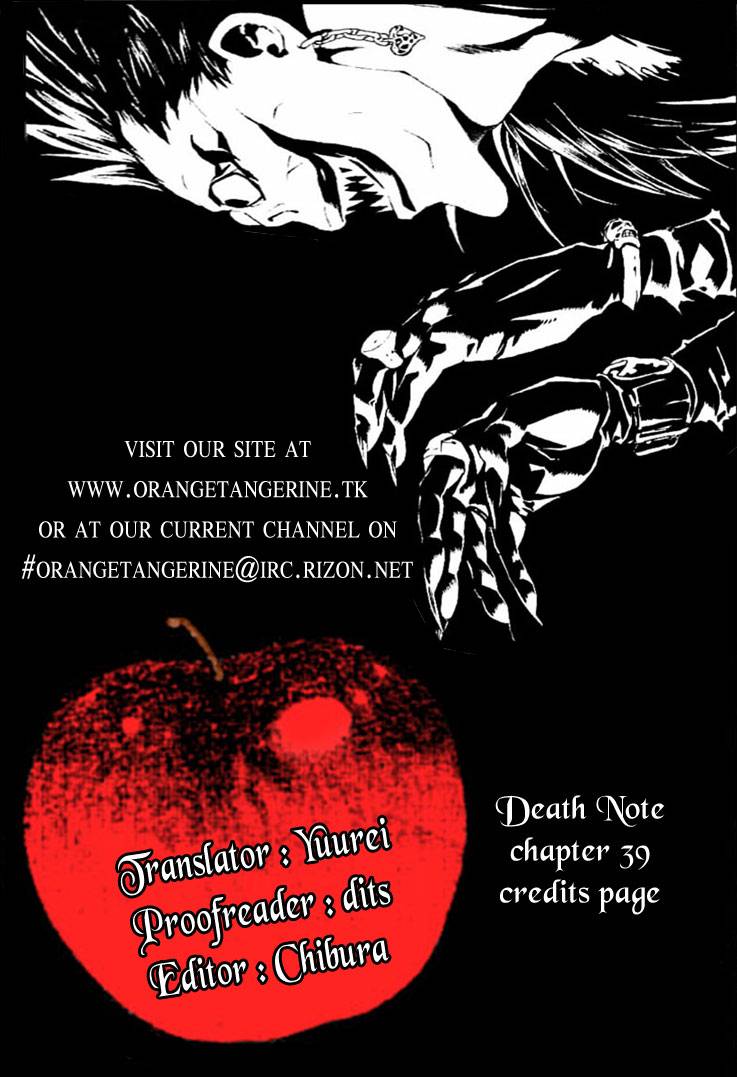 VISIT OUR SITE AT
WWW.ORANGETANGERINE.TK
OR AT OUR CURRENT CHANNEL ON
#ORANGETANGERINE@IRC.RIZON.NET
Translator : Yuurei
Proofreader : dits
Editor : Chibura
Death Note
chapter 39
credits page